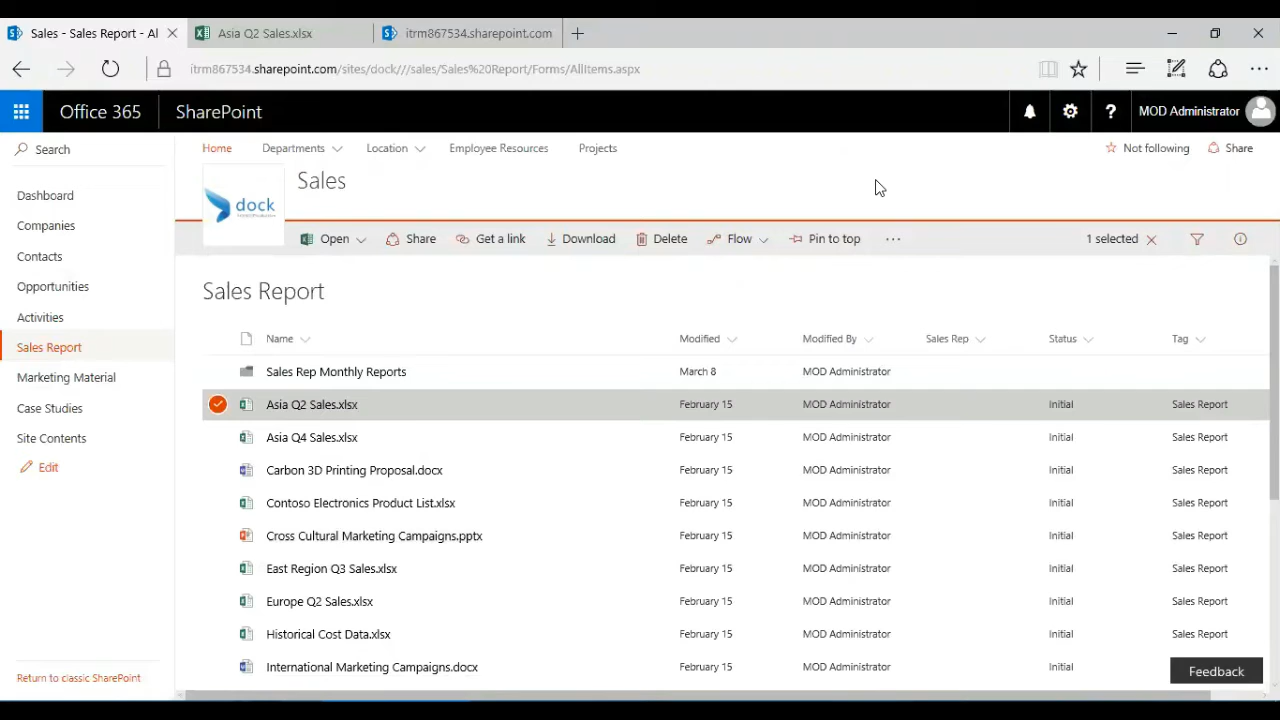 Sales - Sales Report - Al
Asia Q2 Sales.xlsx
itrm867534.sharepoint.com
itrm867534.sharepoint.com/sites/dock///sales/Sales%20Report/Forms/AllItems.aspx
Office 365
SharePoint
MOD Administrator
Search
Home
Departments
Location
Employee Resources
Projects
Not following
Share
dock
Sales
Dashboard
Companies
Contacts
Opportunities
Activities
Sales Report
Marketing Material
Case Studies
Site Contents
Edit
Return to classic SharePoint
Open
Share
Get a link
Download
Delete
Flow
Pin to top
1 selected
Sales Report
Name Modified Modified By Sales Rep Status Tag
Sales Rep Monthly Reports March 8 MOD Administrator
Asia Q2 Sales.xlsx February 15 MOD Administrator Initial Sales Report
Asia Q4 Sales.xlsx February 15 MOD Administrator Initial Sales Report
Carbon 3D Printing Proposal.docx February 15 MOD Administrator Initial Sales Report
Contoso Electronics Product List.xlsx February 15 MOD Administrator Initial Sales Report
Cross Cultural Marketing Campaigns.pptx February 15 MOD Administrator Initial Sales Report
East Region Q3 Sales.xlsx February 15 MOD Administrator Initial Sales Report
Europe Q2 Sales.xlsx February 15 MOD Administrator Initial Sales Report
Historical Cost Data.xlsx February 15 MOD Administrator Initial Sales Report
International Marketing Campaigns.docx February 15 MOD Administrator Initial Sales Report
Feedback